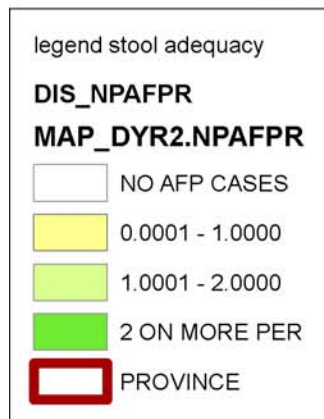 legend stool adequacy
DIS_NPAFPR
MAP_DYR2.NPAFPR
NO AFP CASES
0.0001 - 1.0000
1.0001 - 2.0000
2 ON MORE PER
PROVINCE